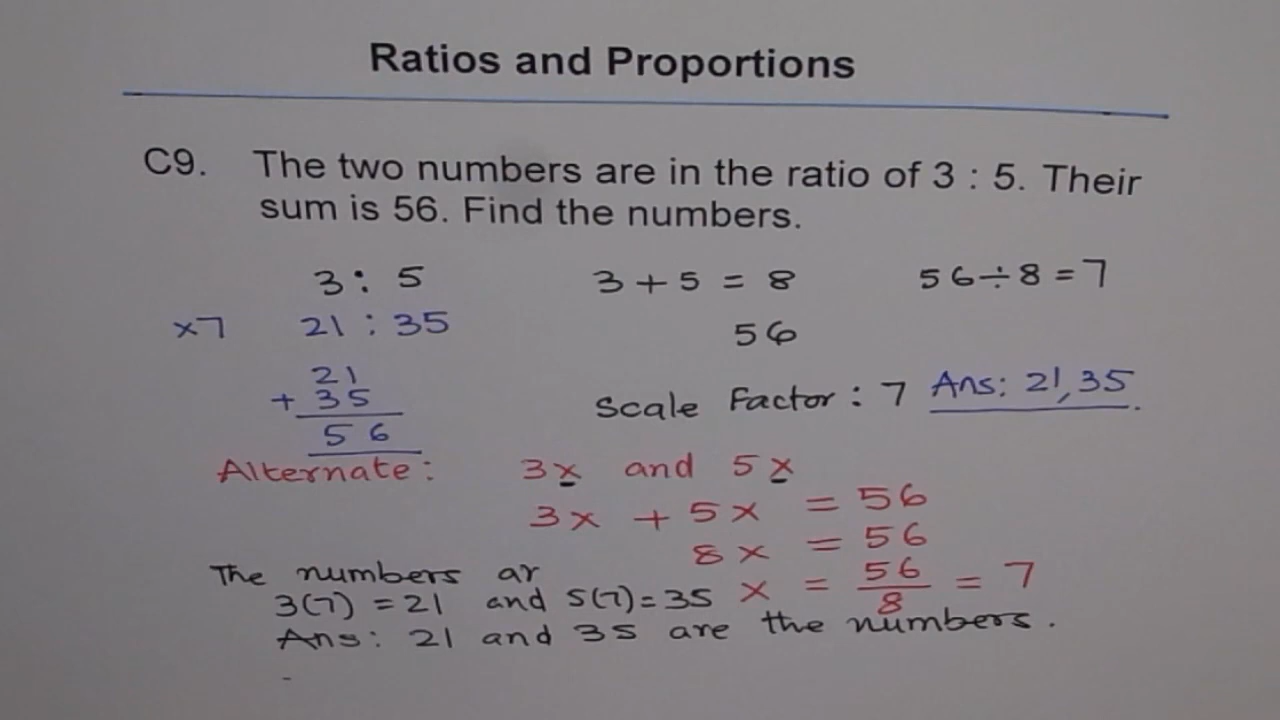 Ratios and Proportions
C9. The two numbers are in the ratio of 3 : 5. Their
sum is 56. Find the numbers.
3 : 5
3 + 5 = 8
56 ÷ 8 = 7
×7 21 : 35
56
21
+ 35
56
Scale Factor : 7
Ans: 21, 35.
Alternate: 3x and 5x
3x + 5x = 56
8x = 56
x = 56/8 = 7
The numbers ar
3(7) = 21 and 5(7) = 35
Ans: 21 and 35 are the numbers.